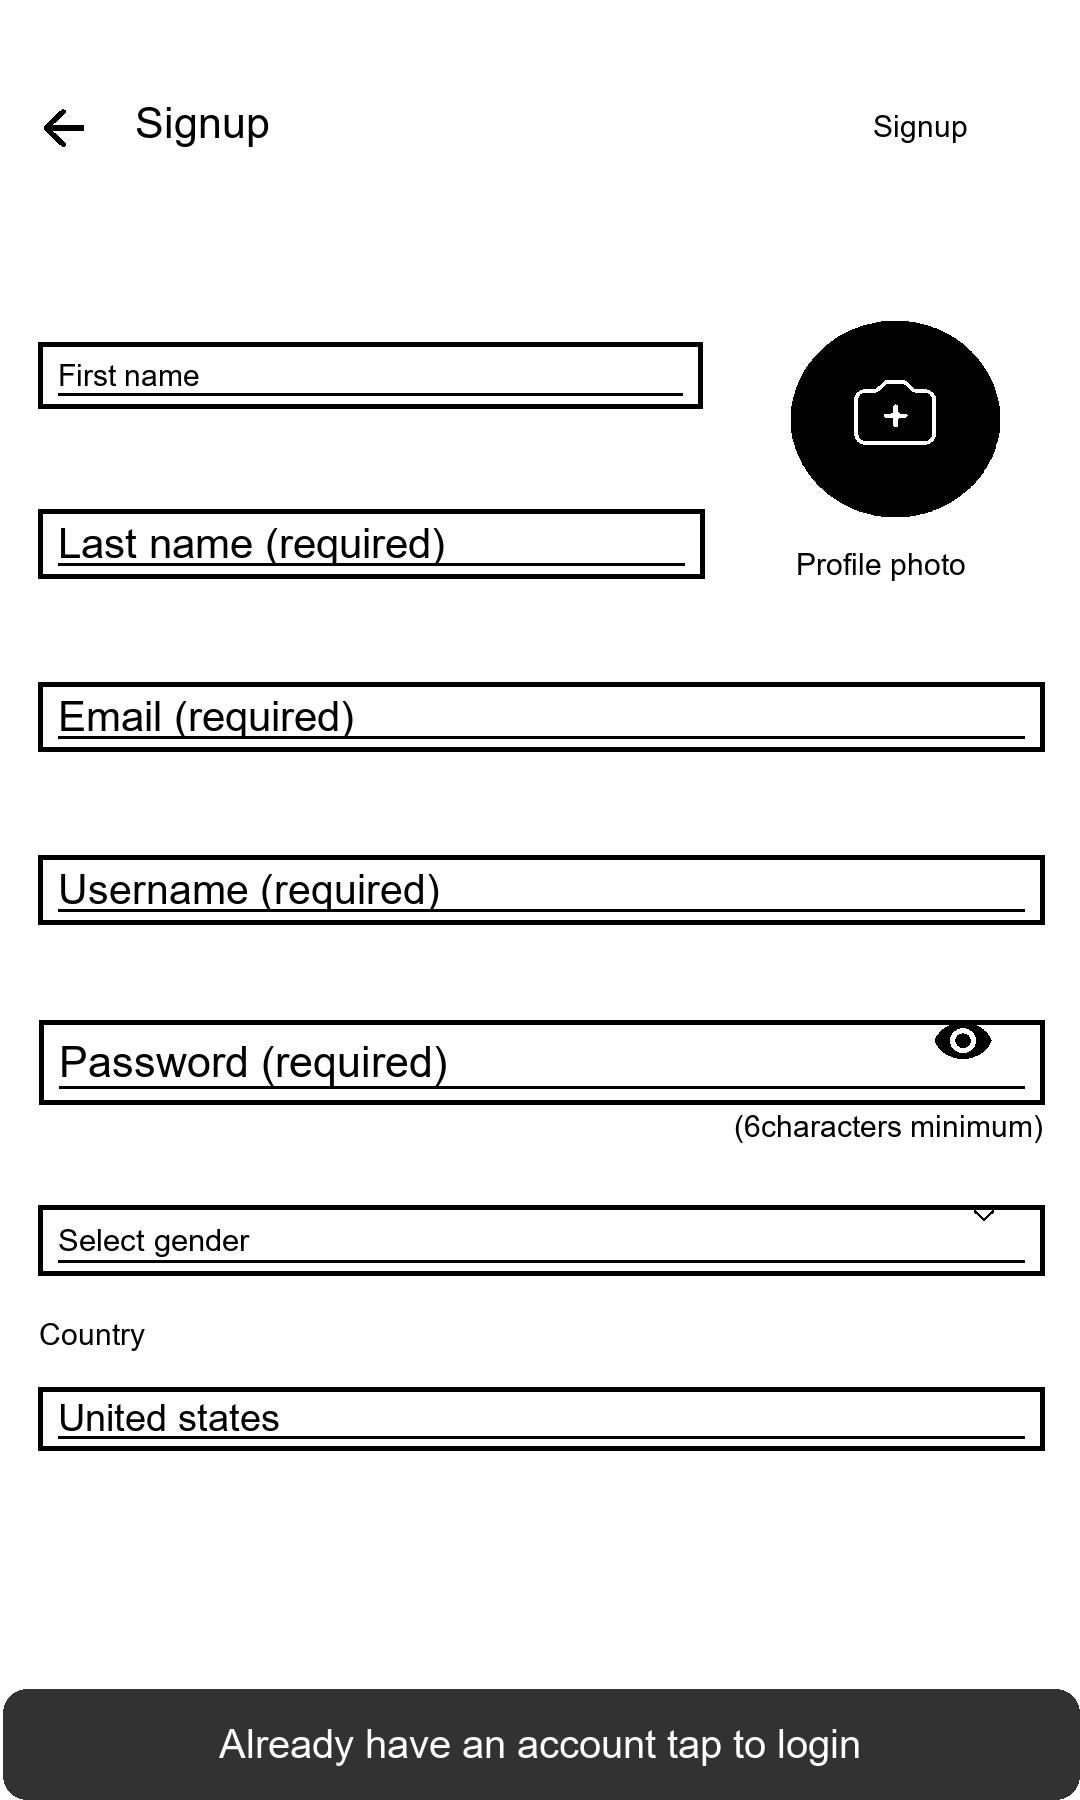 Signup
Signup
First name
Last name (required)
Profile photo
Email (required)
Username (required)
Password (required)
(6characters minimum)
Select gender
Country
United states
Already have an account tap to login